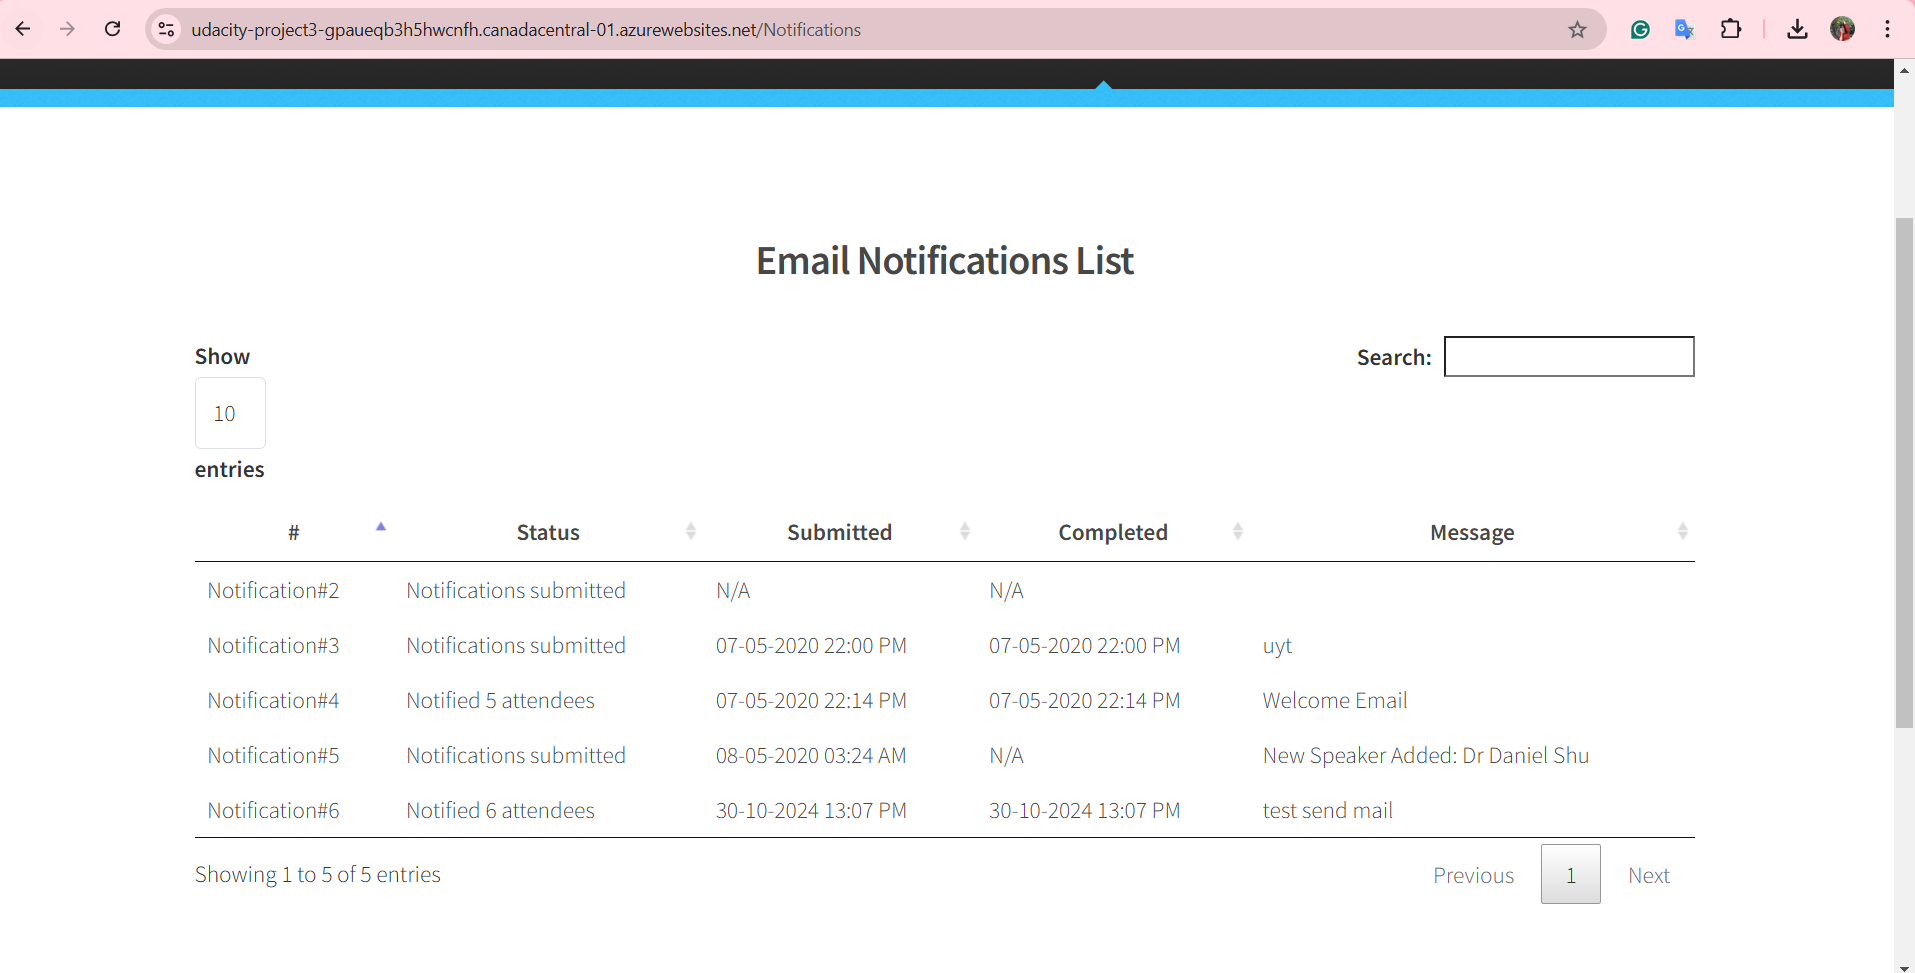 udacity-project3-gpaueqb3h5hwcnfh.canadacentral-01.azurewebsites.net/Notifications
Email Notifications List
Show
10
entries
Search:
# Status Submitted Completed Message
Notification#2 Notifications submitted N/A N/A
Notification#3 Notifications submitted 07-05-2020 22:00 PM 07-05-2020 22:00 PM uyt
Notification#4 Notified 5 attendees 07-05-2020 22:14 PM 07-05-2020 22:14 PM Welcome Email
Notification#5 Notifications submitted 08-05-2020 03:24 AM N/A New Speaker Added: Dr Daniel Shu
Notification#6 Notified 6 attendees 30-10-2024 13:07 PM 30-10-2024 13:07 PM test send mail
Showing 1 to 5 of 5 entries
Previous 1 Next